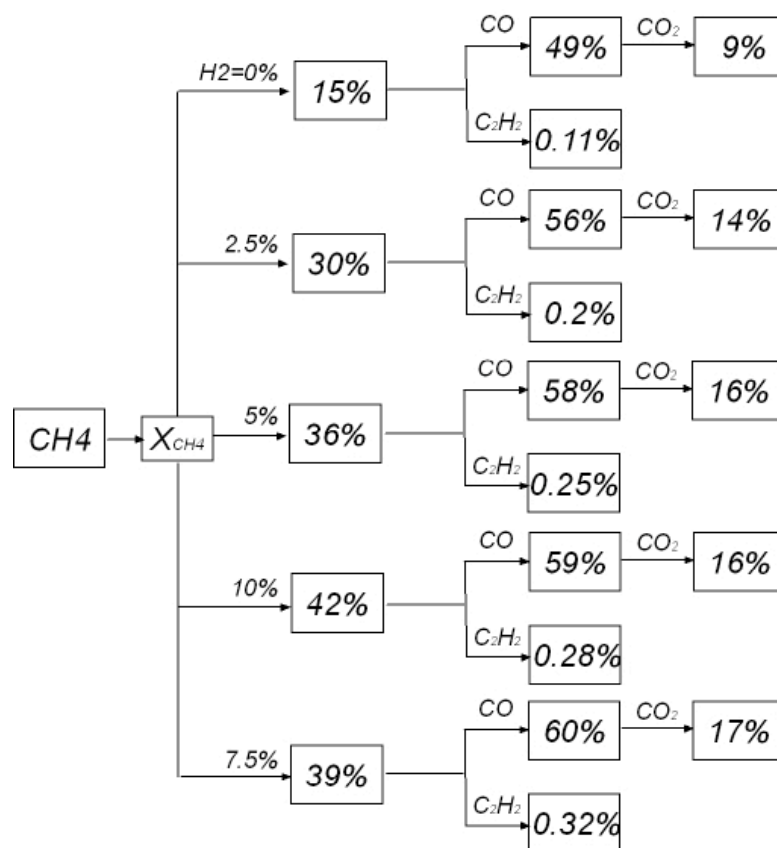 CO CO₂
49% 9%
H2=0%
15%
C₂H₂
0.11%
CO CO₂
56% 14%
2.5%
30%
C₂H₂
0.2%
CO CO₂
58% 16%
5%
CH4 X_CH4 36%
C₂H₂
0.25%
CO CO₂
59% 16%
10%
42%
C₂H₂
0.28%
CO CO₂
60% 17%
7.5%
39%
C₂H₂
0.32%